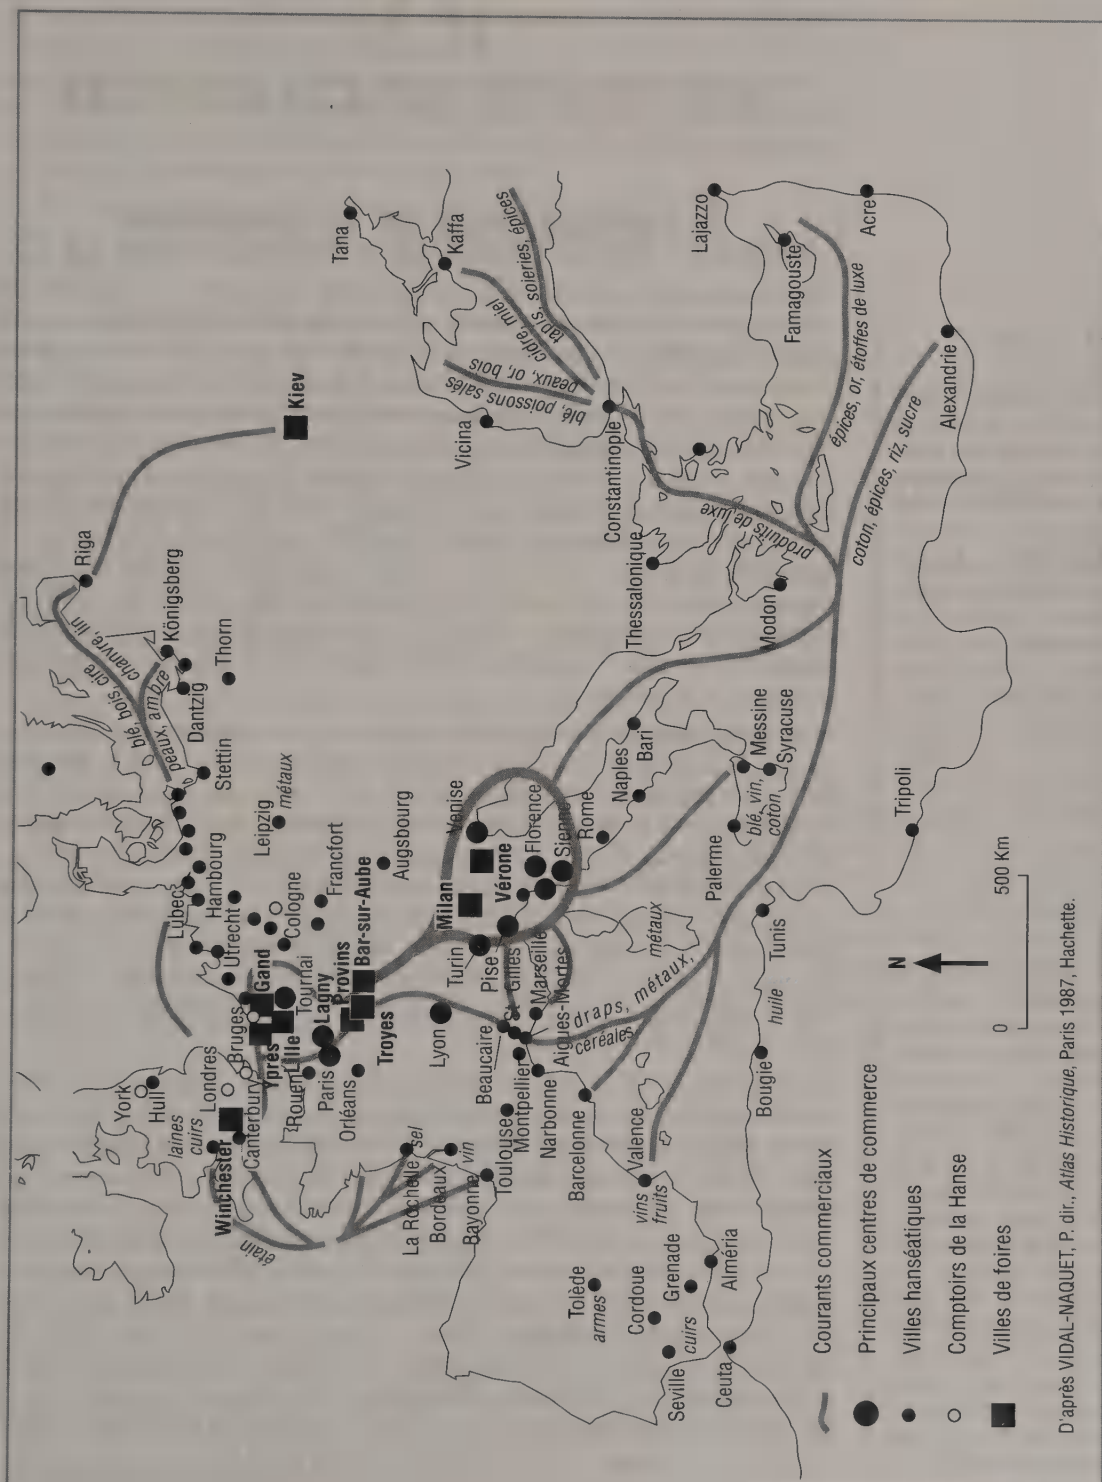 York
Hull
laines
cuirs
Londres
Winchester
Canterbury
étain
Bruges
Gand
Ypres
Lille
Tournai
Rouen
Paris
Lagny
Provins
Bar-sur-Aube
Troyes
Orléans
Utrecht
Lubeck
Hambourg
Cologne
Francfort
Leipzig
métaux
Augsbourg
Stettin
Dantzig
Thorn
Königsberg
Riga
blé, bois, cire
chanvre, lin
peaux, ambre
Kiev
La Rochelle
sel
Bordeaux
vin
Bayonne
Toulouse
Lyon
Beaucaire
Montpellier
Narbonne
St Gilles
Marseille
Aigues-Mortes
Turin
Milan
Vérone
Venise
Pise
Florence
Sienne
Rome
Naples
Bari
Barcelonne
Valence
vins
fruits
Tolède
armes
Cordoue
Grenade
cuirs
Seville
Alméria
Ceuta
Bougie
huile
Tunis
Tripoli
draps, métaux,
céréales
métaux
Palerme
Messine
Syracuse
blé, vin,
coton
Tana
Kaffa
Vicina
Constantinople
Thessalonique
Modon
blé, poissons salés
peaux, or, bois
cidre, miel
tapis, soieries, épices
produits de luxe
Lajazzo
Famagouste
Acre
Alexandrie
épices, or, étoffes de luxe
coton, épices, riz, sucre
N
0 500 Km
Courants commerciaux
Principaux centres de commerce
Villes hanséatiques
Comptoirs de la Hanse
Villes de foires
D'après VIDAL-NAQUET, P. dir., Atlas Historique, Paris 1987, Hachette.